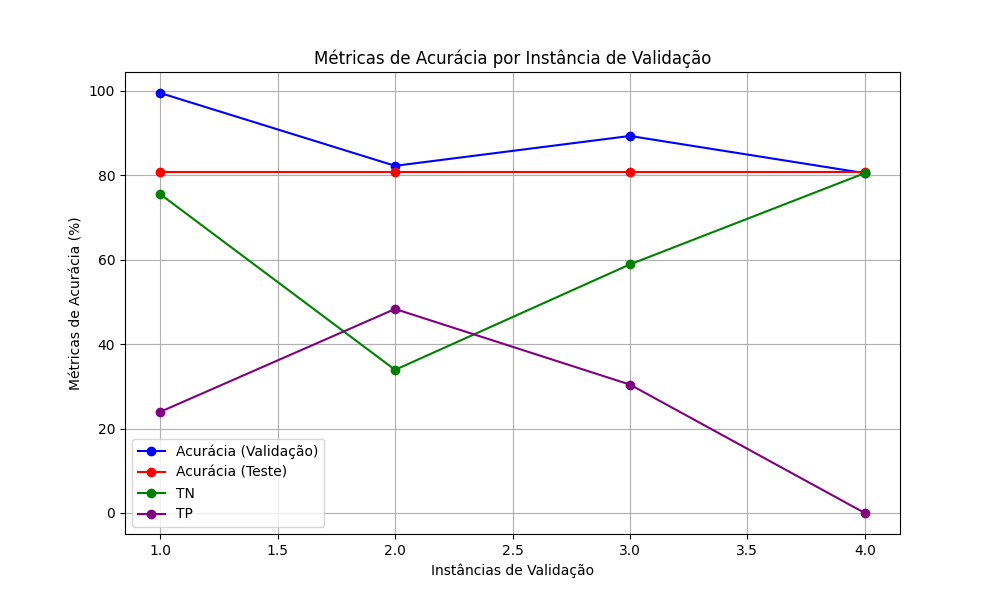 Métricas de Acurácia por Instância de Validação
Métricas de Acurácia (%)
100
80
60
40
20
0
Acurácia (Validação)
Acurácia (Teste)
TN
TP
1.0 1.5 2.0 2.5 3.0 3.5 4.0
Instâncias de Validação